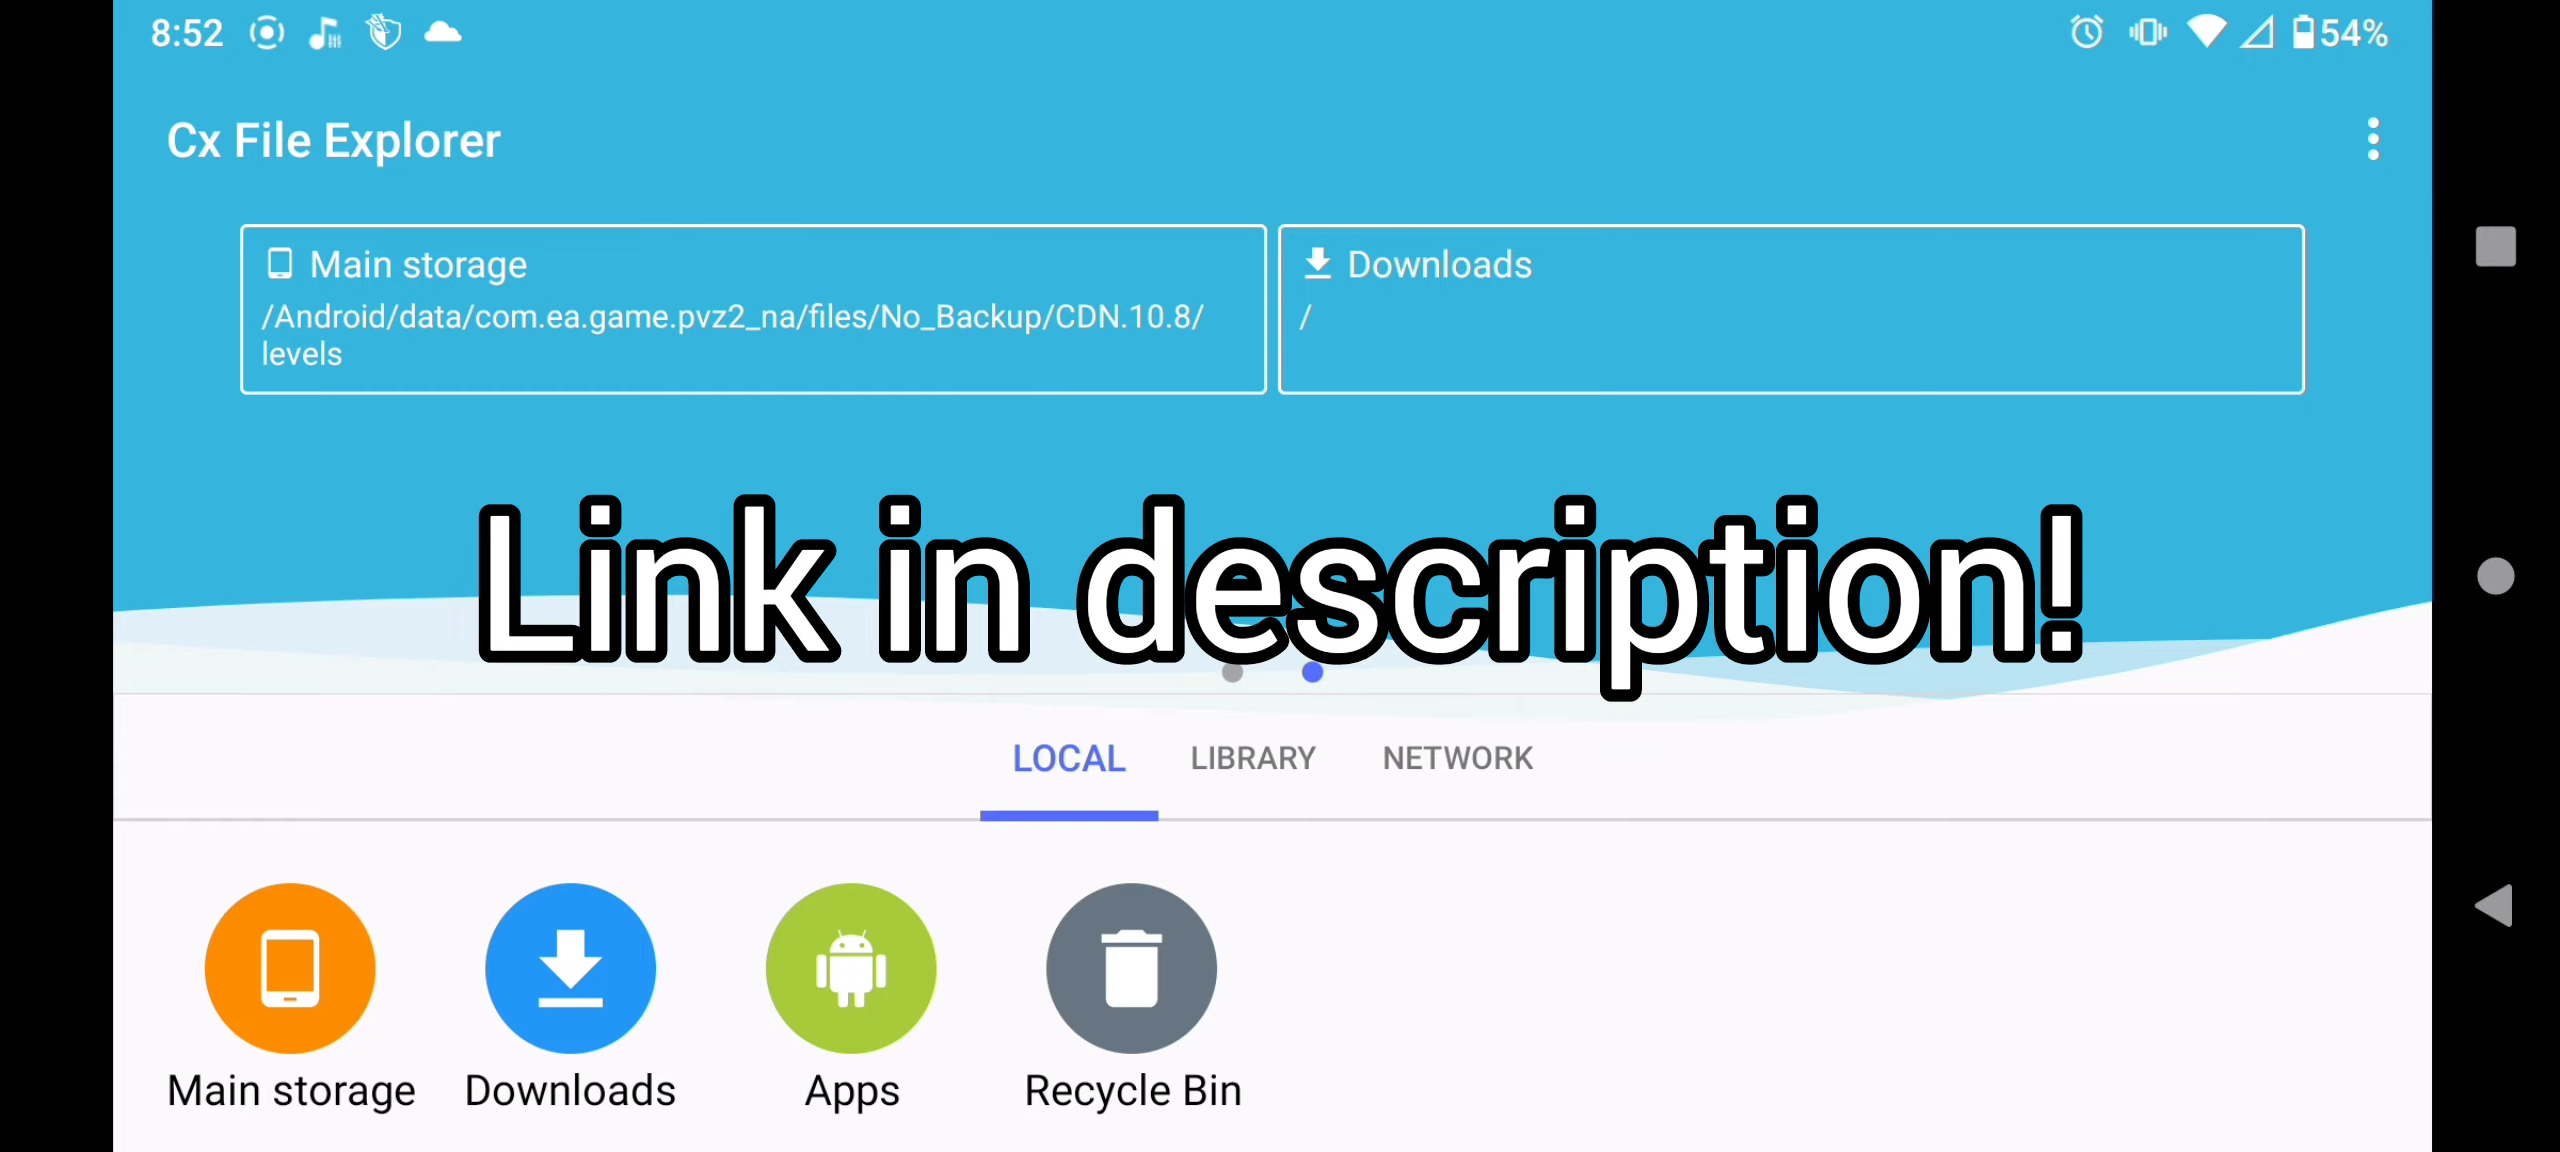 8:52
54%
Cx File Explorer
Main storage
/Android/data/com.ea.game.pvz2_na/files/No_Backup/CDN.10.8/
levels
Downloads
/
Link in description!
LOCAL
LIBRARY
NETWORK
Main storage
Downloads
Apps
Recycle Bin